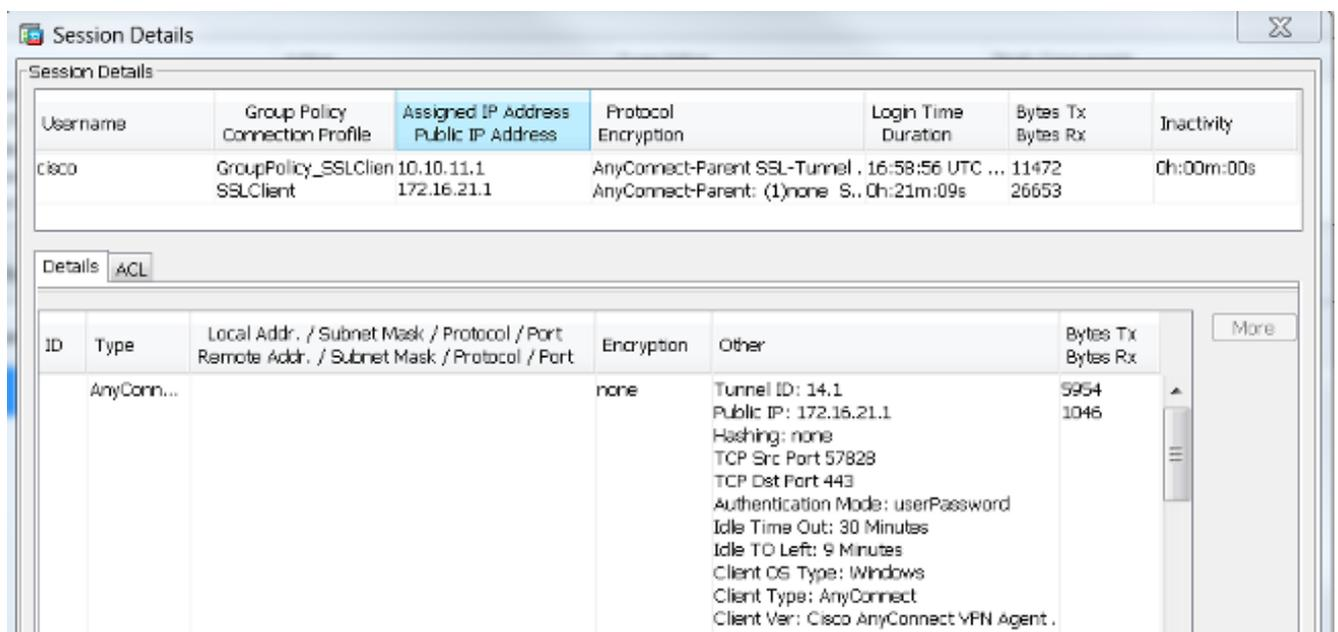 Session Details
Session Details
Username
Group Policy
Connection Profile
Assigned IP Address
Public IP Address
Protocol
Encryption
Login Time
Duration
Bytes Tx
Bytes Rx
Inactivity
cisco
GroupPolicy_SSLClien
SSLClient
10.10.11.1
172.16.21.1
AnyConnect-Parent SSL-Tunnel .
AnyConnect-Parent: (1)none S..
16:58:56 UTC ...
0h:21m:09s
11472
26653
0h:00m:00s
Details
ACL
ID
Type
Local Addr. / Subnet Mask / Protocol / Port
Remote Addr. / Subnet Mask / Protocol / Port
Encryption
Other
Bytes Tx
Bytes Rx
More
AnyConn...
none
Tunnel ID: 14.1
Public IP: 172.16.21.1
Hashing: none
TCP Src Port 57828
TCP Dst Port 443
Authentication Mode: userPassword
Idle Time Out: 30 Minutes
Idle TO Left: 9 Minutes
Client OS Type: Windows
Client Type: AnyConnect
Client Ver: Cisco AnyConnect VPN Agent .
5954
1046